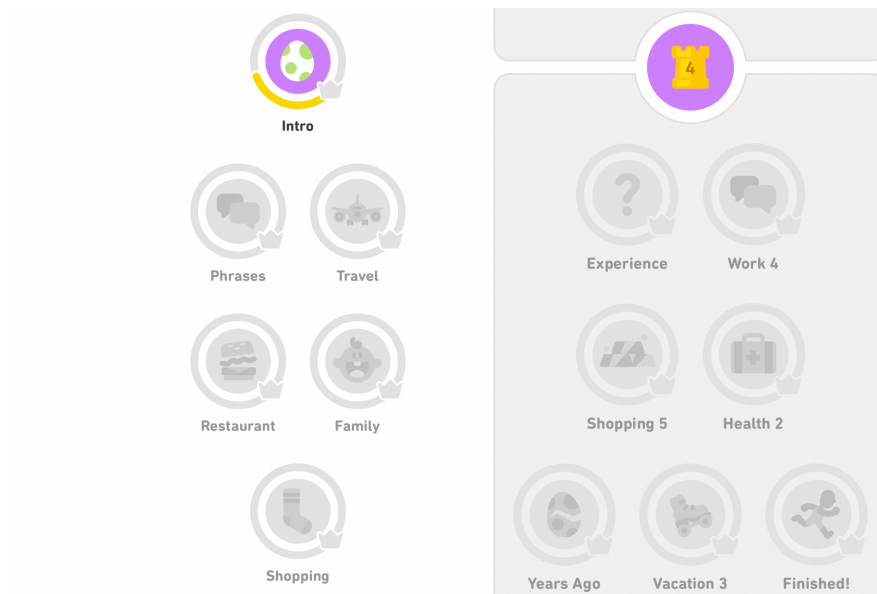 Intro
Phrases
Travel
Restaurant
Family
Shopping
4
Experience
Work 4
Shopping 5
Health 2
Years Ago
Vacation 3
Finished!